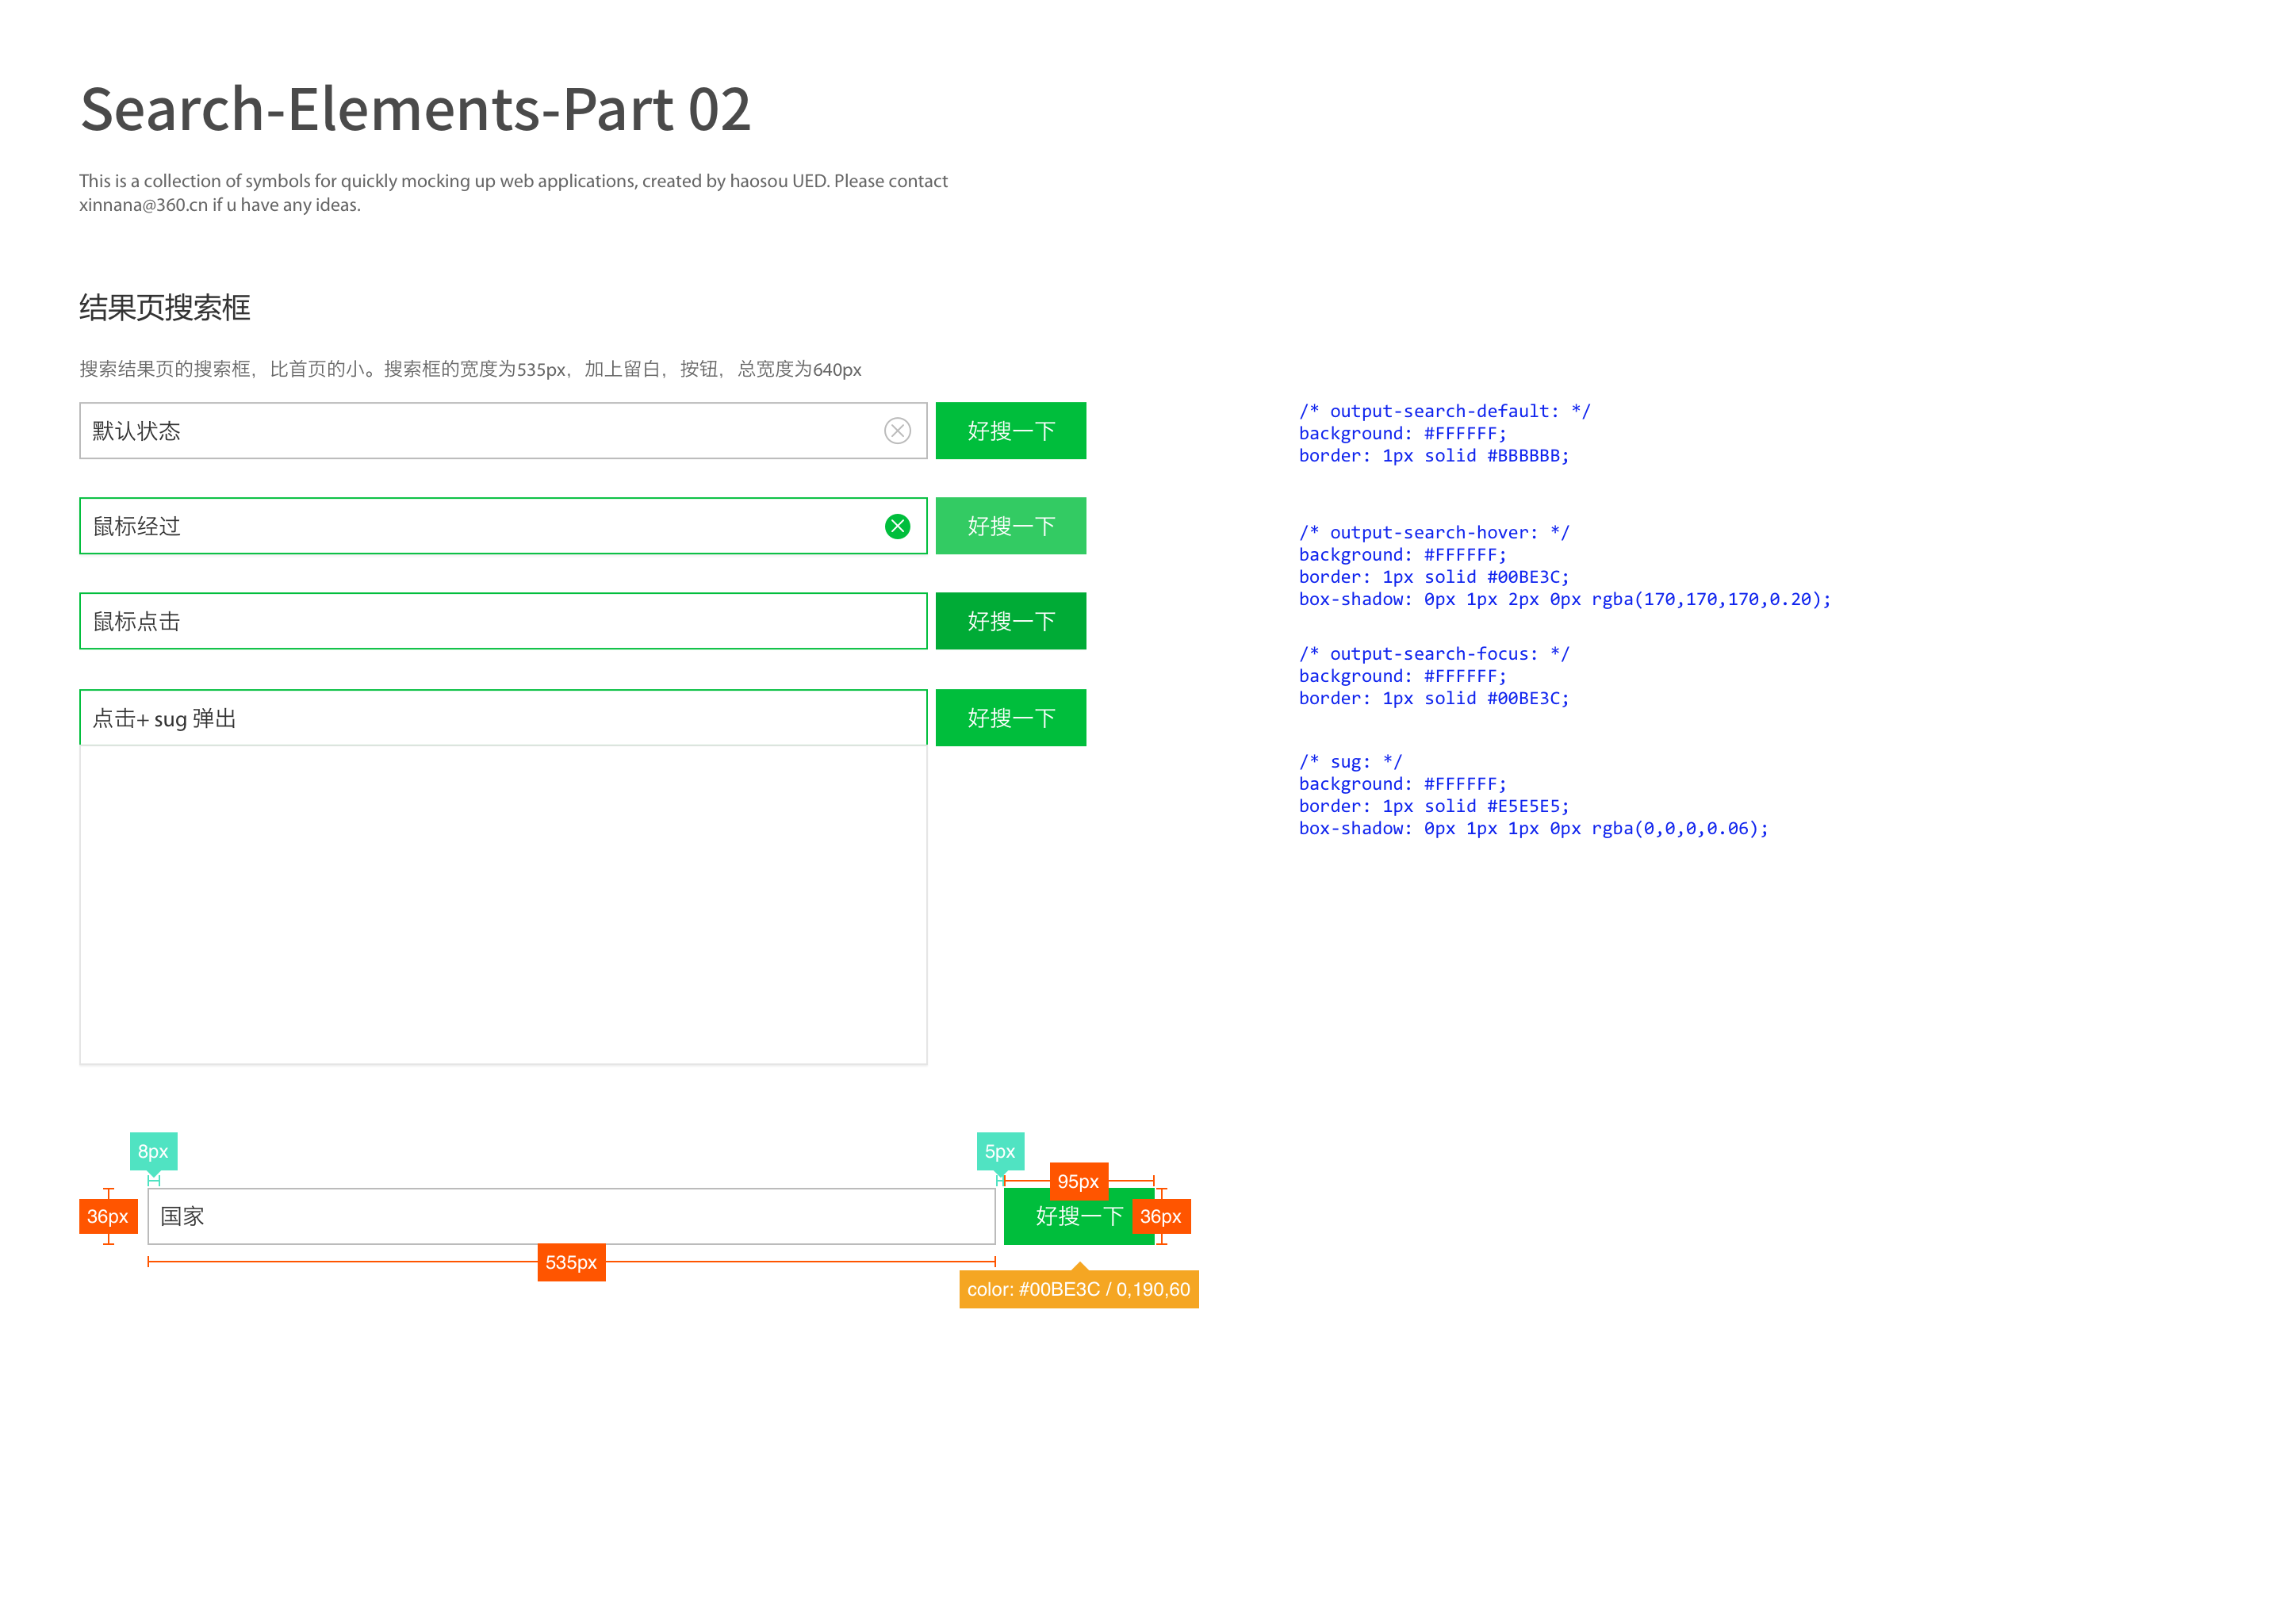 Search-Elements-Part 02
This is a collection of symbols for quickly mocking up web applications, created by haosou UED. Please contact
xinnana@360.cn if u have any ideas.
结果页搜索框
搜索结果页的搜索框，比首页的小。搜索框的宽度为535px，加上留白，按钮，总宽度为640px
默认状态
好搜一下
/* output-search-default: */
background: #FFFFFF;
border: 1px solid #BBBBBB;
鼠标经过
好搜一下
/* output-search-hover: */
background: #FFFFFF;
border: 1px solid #00BE3C;
box-shadow: 0px 1px 2px 0px rgba(170,170,170,0.20);
鼠标点击
好搜一下
/* output-search-focus: */
background: #FFFFFF;
border: 1px solid #00BE3C;
点击+ sug 弹出
好搜一下
/* sug: */
background: #FFFFFF;
border: 1px solid #E5E5E5;
box-shadow: 0px 1px 1px 0px rgba(0,0,0,0.06);
8px
5px
95px
36px
国家
好搜一下
36px
535px
color: #00BE3C / 0,190,60